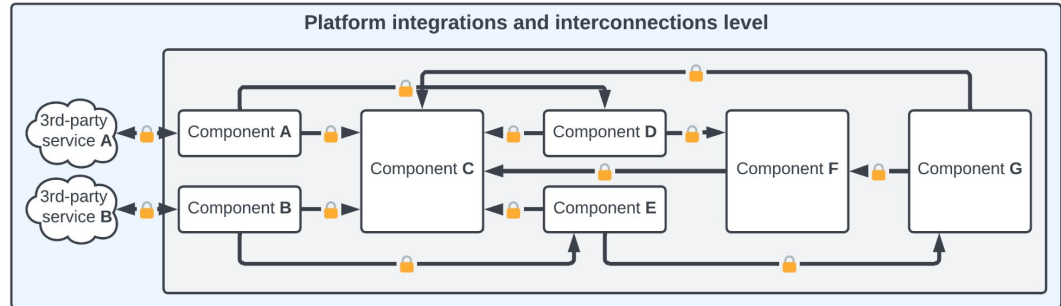 Platform integrations and interconnections level
3rd-party
service A
Component A
Component C
Component D
Component F
Component G
3rd-party
service B
Component B
Component E